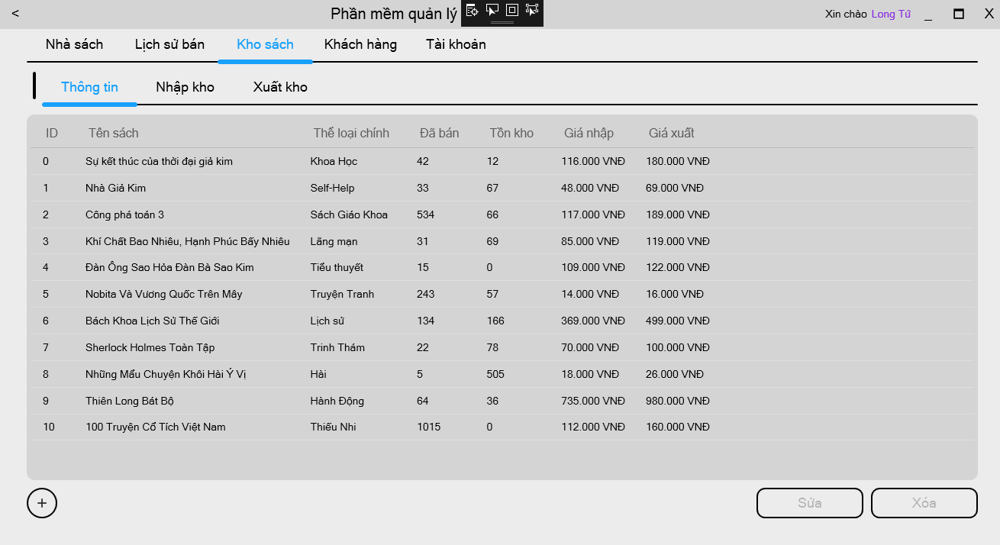 < Phần mềm quản lý Xin chào Long Tứ _ X
Nhà sách Lịch sử bán Kho sách Khách hàng Tài khoản
Thông tin Nhập kho Xuất kho
ID Tên sách Thể loại chính Đã bán Tồn kho Giá nhập Giá xuất
0 Sự kết thúc của thời đại giả kim Khoa Học 42 12 116.000 VNĐ 180.000 VNĐ
1 Nhà Giả Kim Self-Help 33 67 48.000 VNĐ 69.000 VNĐ
2 Công phá toán 3 Sách Giáo Khoa 534 66 117.000 VNĐ 189.000 VNĐ
3 Khí Chất Bao Nhiêu, Hạnh Phúc Bấy Nhiêu Lãng mạn 31 69 85.000 VNĐ 119.000 VNĐ
4 Đàn Ông Sao Hỏa Đàn Bà Sao Kim Tiểu thuyết 15 0 109.000 VNĐ 122.000 VNĐ
5 Nobita Và Vương Quốc Trên Mây Truyện Tranh 243 57 14.000 VNĐ 16.000 VNĐ
6 Bách Khoa Lịch Sử Thế Giới Lịch sử 134 166 369.000 VNĐ 499.000 VNĐ
7 Sherlock Holmes Toàn Tập Trinh Thám 22 78 70.000 VNĐ 100.000 VNĐ
8 Những Mẩu Chuyện Khôi Hài Ý Vị Hài 5 505 18.000 VNĐ 26.000 VNĐ
9 Thiên Long Bát Bộ Hành Động 64 36 735.000 VNĐ 980.000 VNĐ
10 100 Truyện Cổ Tích Việt Nam Thiếu Nhi 1015 0 112.000 VNĐ 160.000 VNĐ
+ Sửa Xóa